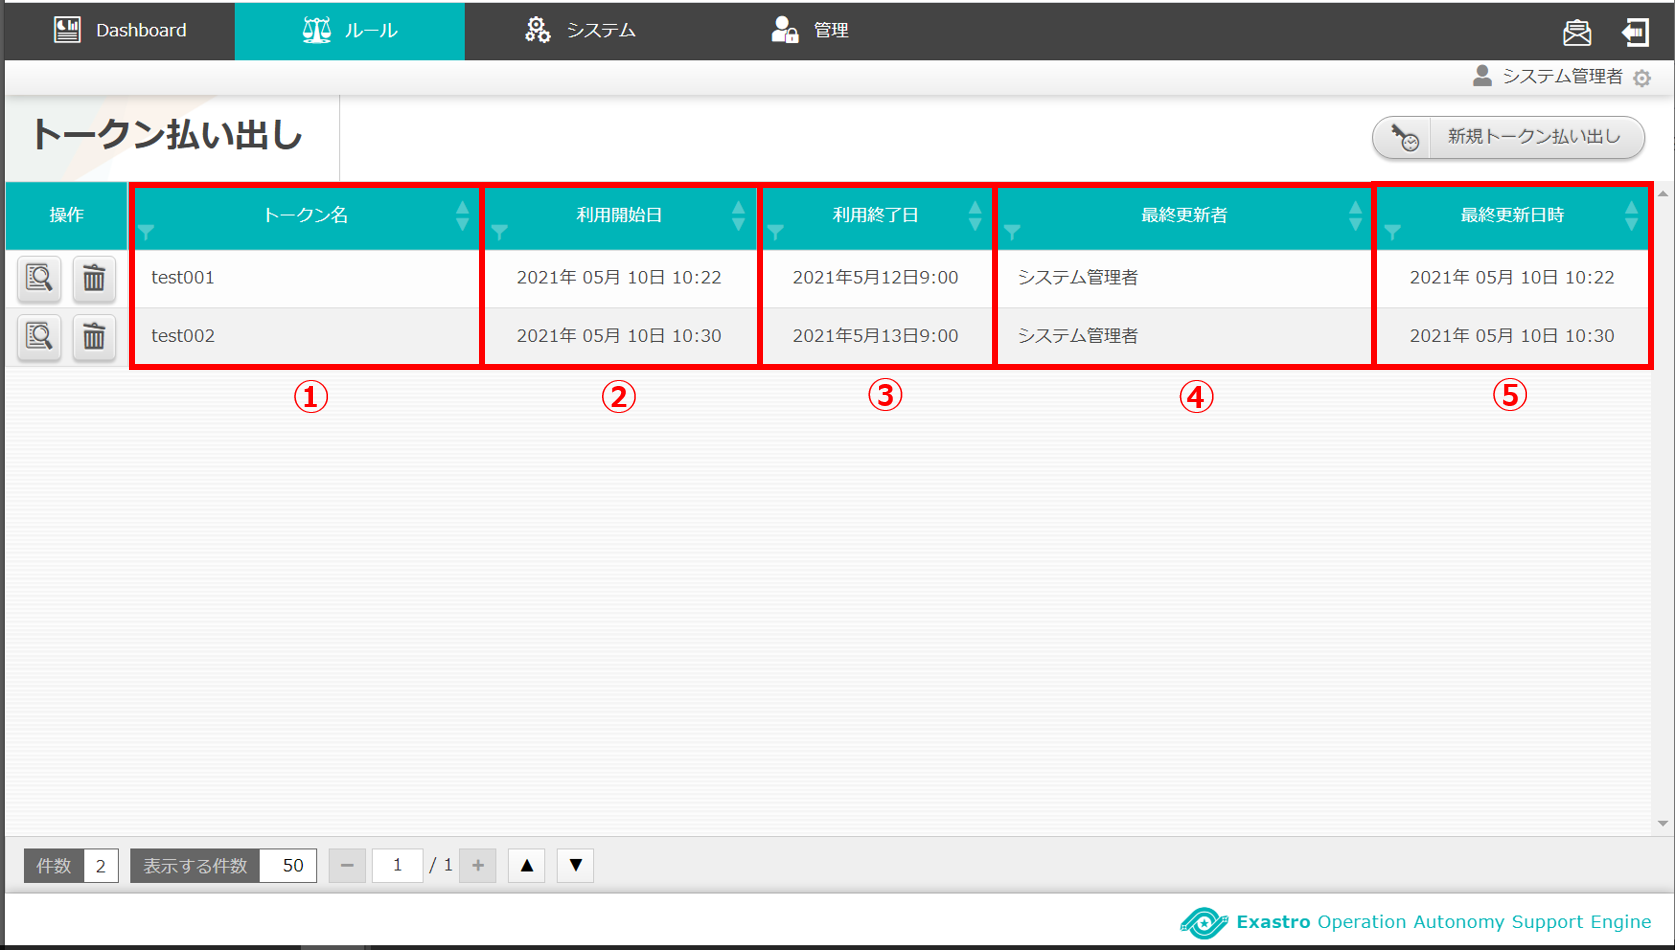 Dashboard ルール システム 管理
システム管理者
トークン払い出し
新規トークン払い出し
操作 トークン名 利用開始日 利用終了日 最終更新者 最終更新日時
test001 2021年 05月 10日 10:22 2021年5月12日9:00 システム管理者 2021年 05月 10日 10:22
test002 2021年 05月 10日 10:30 2021年5月13日9:00 システム管理者 2021年 05月 10日 10:30
① ② ③ ④ ⑤
件数 2 表示する件数 50 − 1 / 1 + ▲ ▼
Exastro Operation Autonomy Support Engine